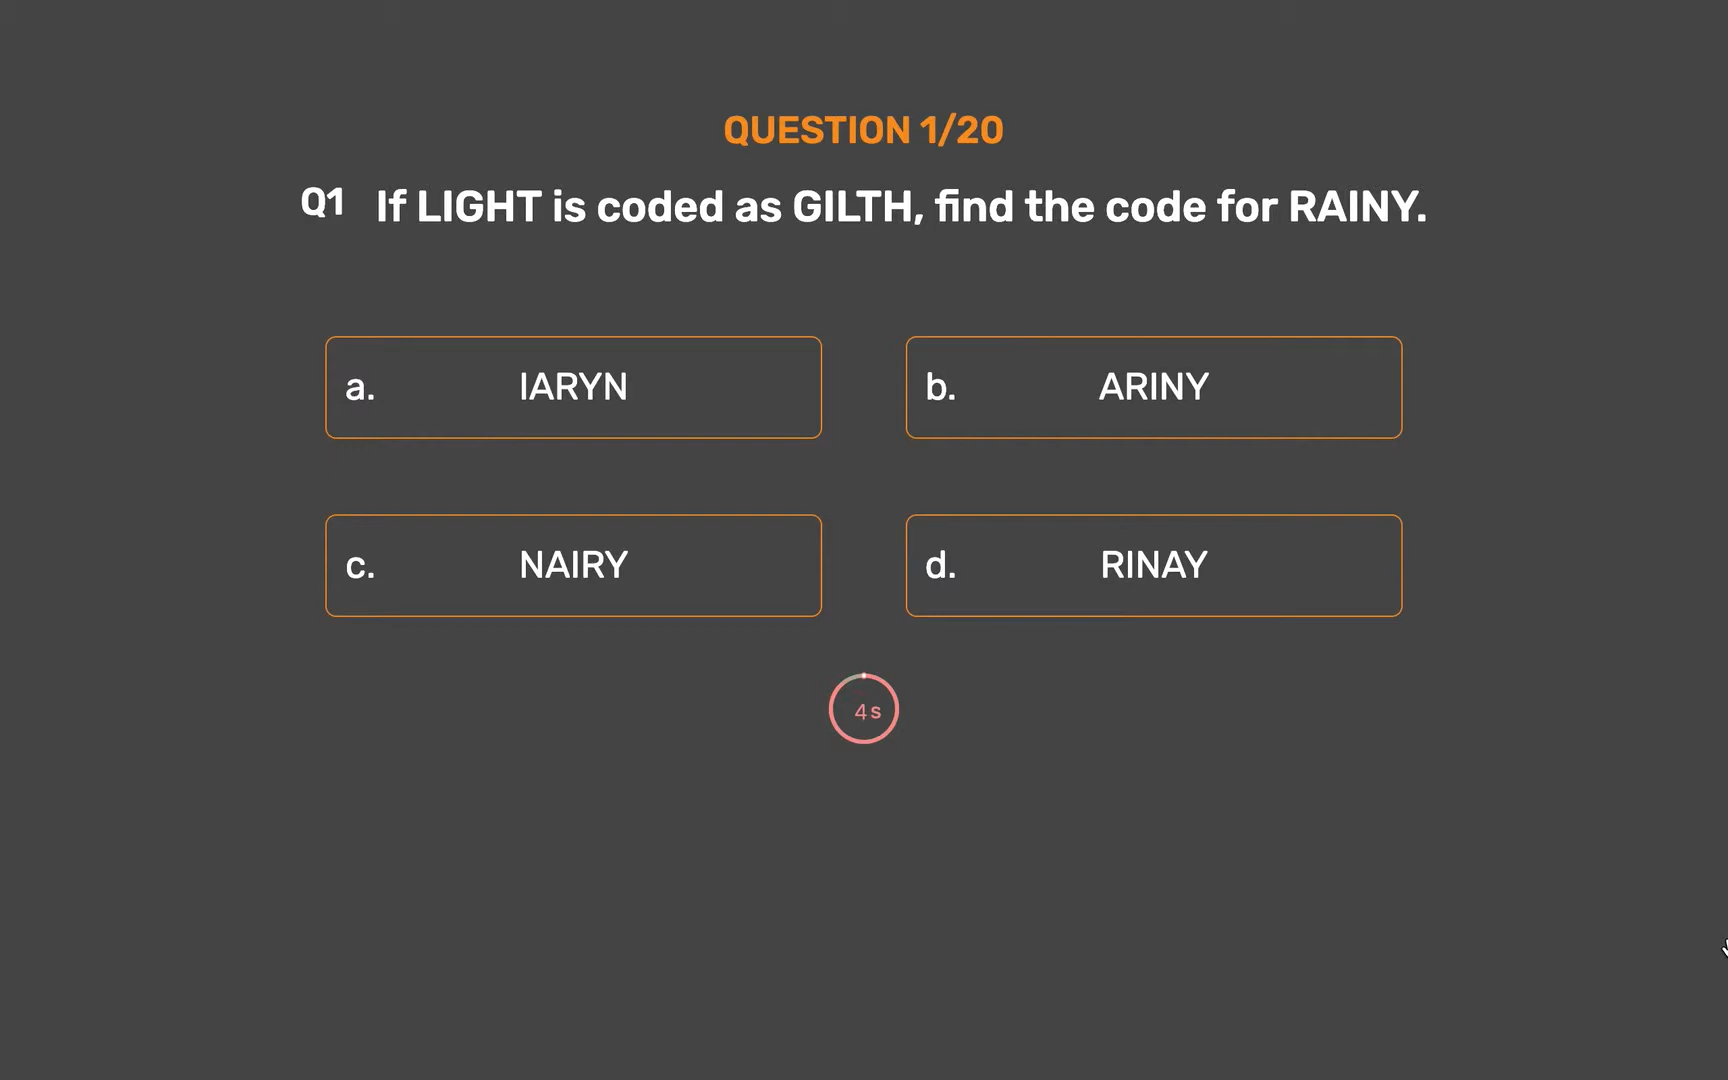 QUESTION 1/20
Q1 If LIGHT is coded as GILTH, find the code for RAINY.
a. IARYN
b. ARINY
c. NAIRY
d. RINAY
4 s